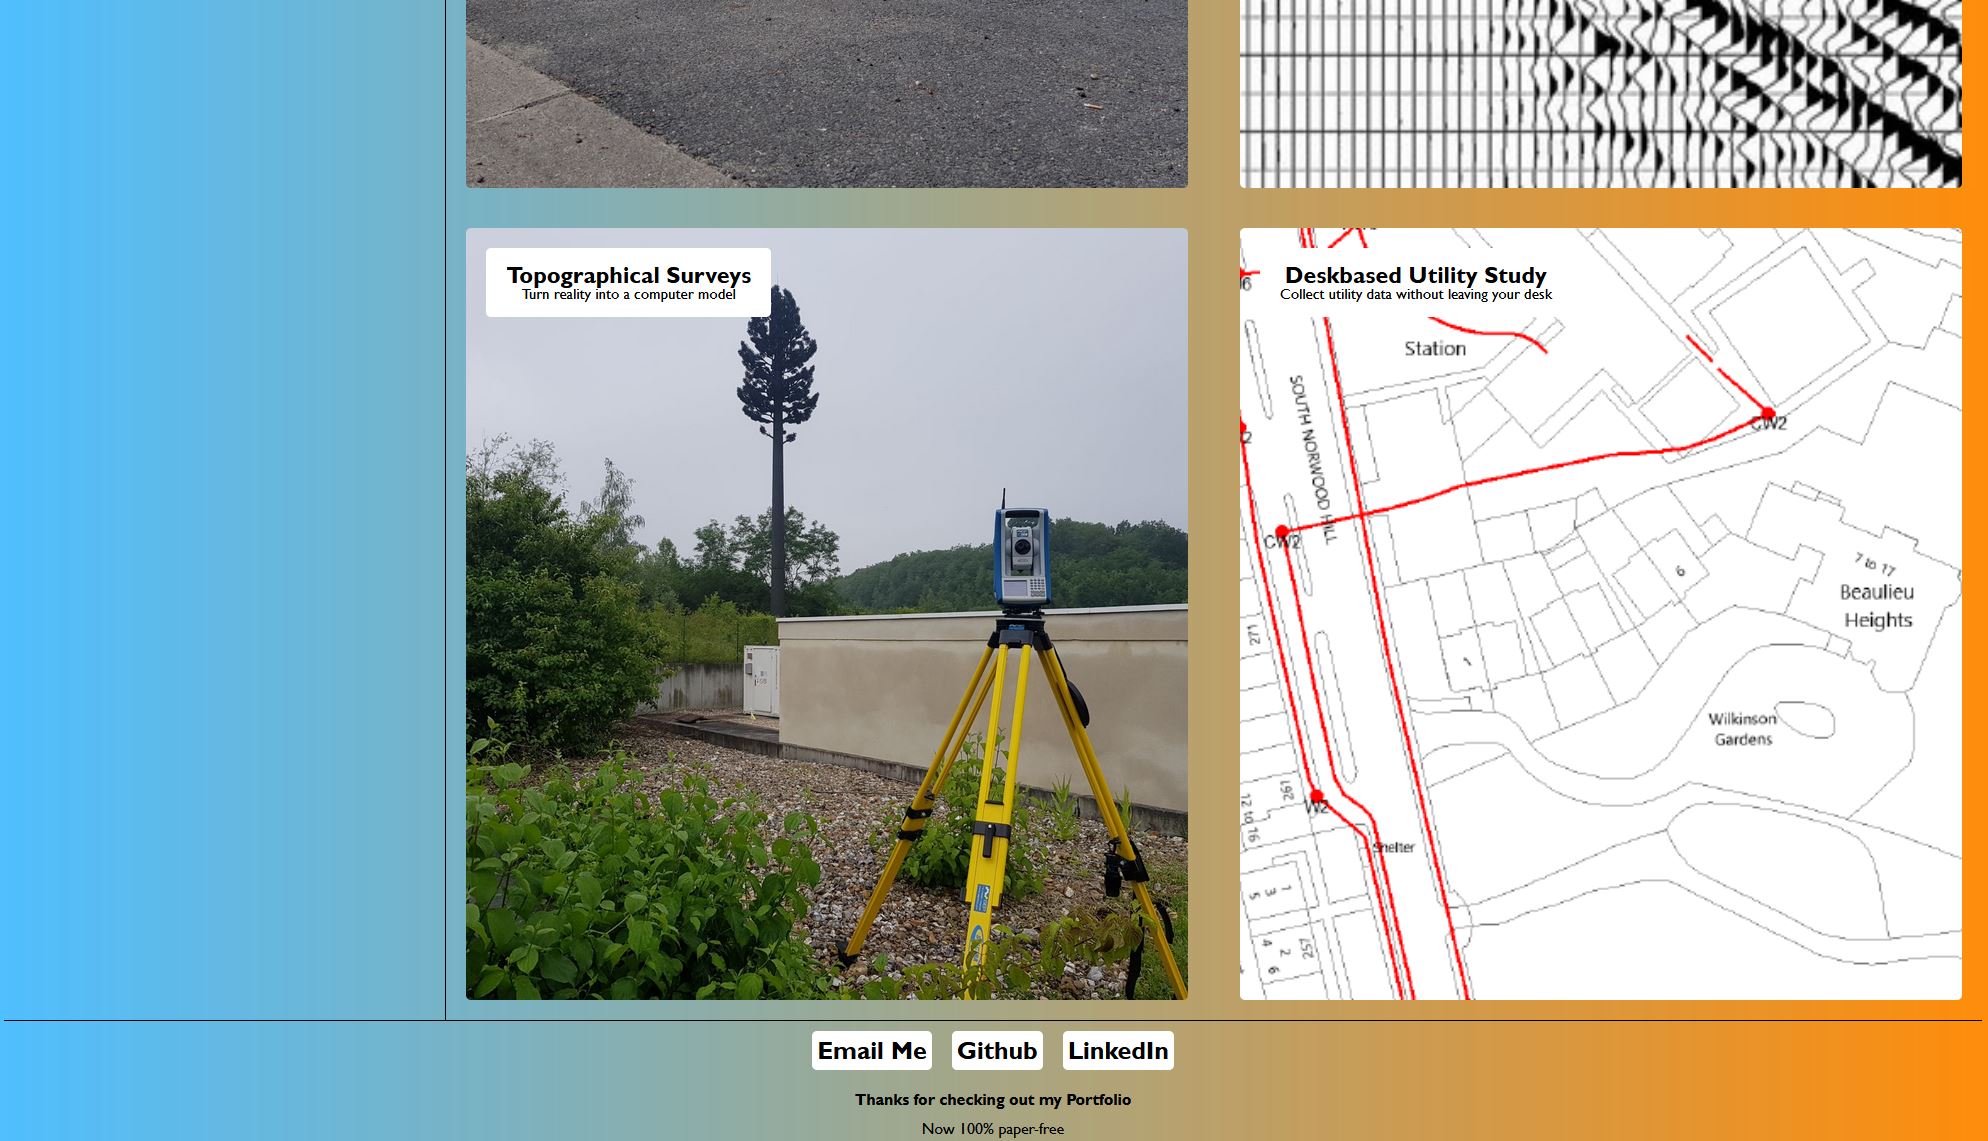 Topographical Surveys
Turn reality into a computer model
Deskbased Utility Study
Collect utility data without leaving your desk
Station
SOUTH NORWOOD HILL
CW2
CW2
W2
6
7 to 17
Beaulieu
Heights
1
271
Wilkinson
Gardens
267
12 to 16
Shelter
1
3
5
257
2
4
6
Email Me
Github
LinkedIn
Thanks for checking out my Portfolio
Now 100% paper-free